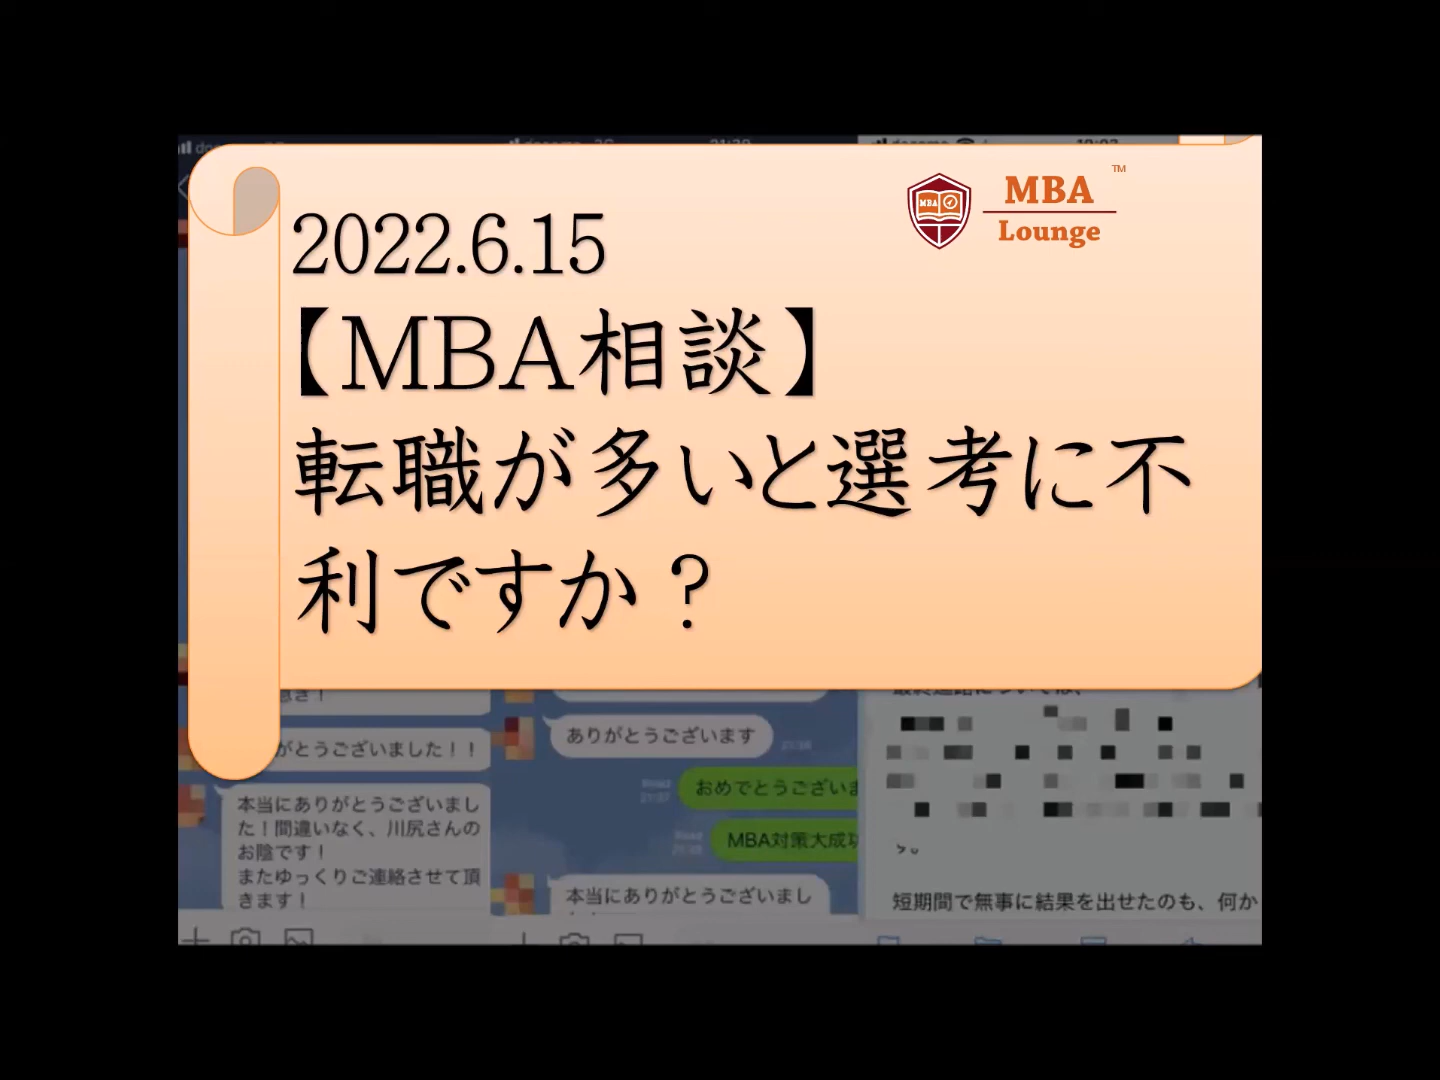 MBA
Lounge
TM
MBA
2022.6.15
【MBA相談】
転職が多いと選考に不
利ですか？
がとうございました！！
本当にありがとうございまし
た！間違いなく、川尻さんの
お陰です！
またゆっくりご連絡させて頂
きます！
ありがとうございます
おめでとうございま
MBA対策大成功
本当にありがとうございまし
短期間で無事に結果を出せたのも、何か